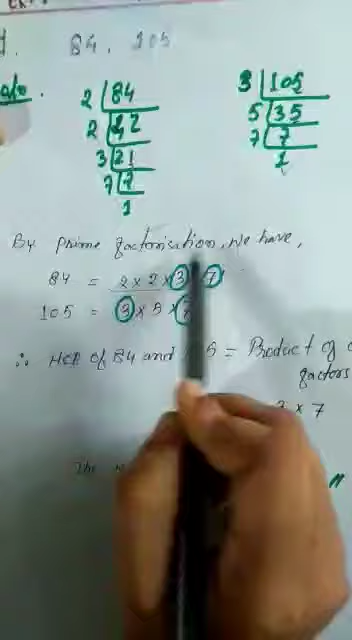 84, 105
2 | 84
2 | 42
3 | 21
7 | 7
1
3 | 105
5 | 35
7 | 7
1
By Prime factorisation, We have,
84 = 2 × 2 × 3 7
105 = 3 × 5 × 7
∴ HCF of 84 and 5 = Product of
factors
× 7
The